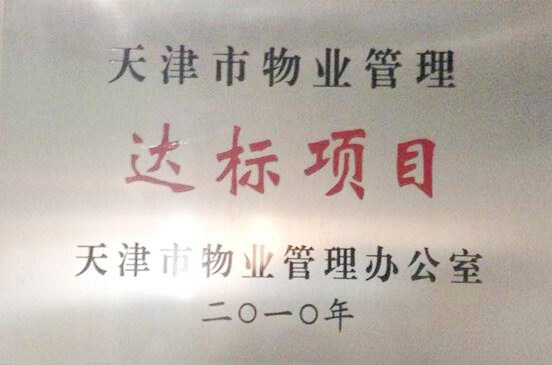 天津市物业管理
达标项目
天津市物业管理办公室
二〇一〇年